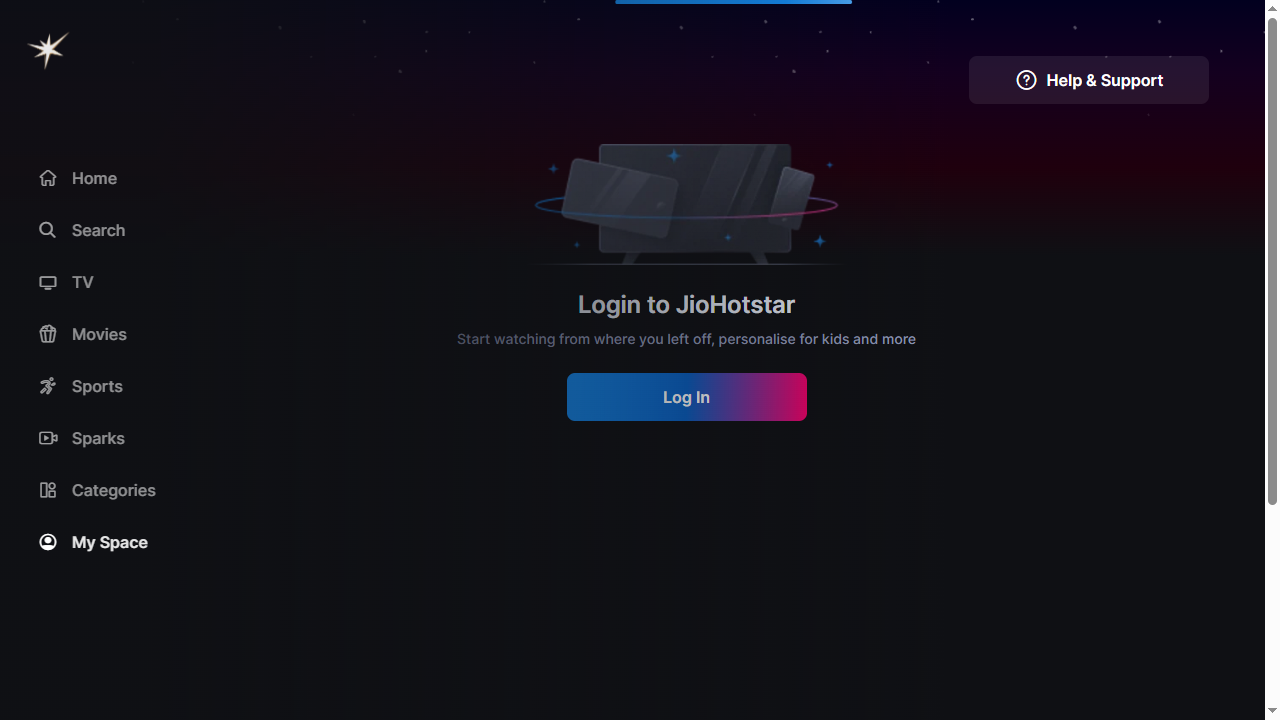 Help & Support
Home
Search
TV
Movies
Sports
Sparks
Categories
My Space
Login to JioHotstar
Start watching from where you left off, personalise for kids and more
Log In